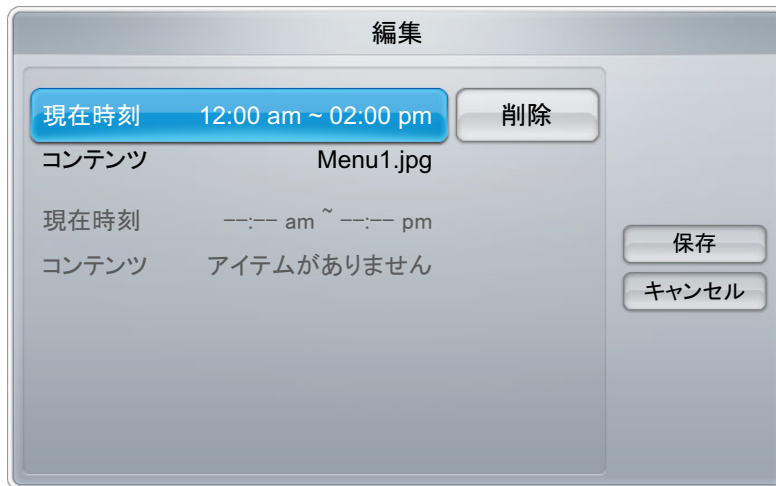 編集
現在時刻 12:00 am ~ 02:00 pm 削除
コンテンツ Menu1.jpg
現在時刻 --:-- am ~ --:-- pm
コンテンツ アイテムがありません
保存
キャンセル